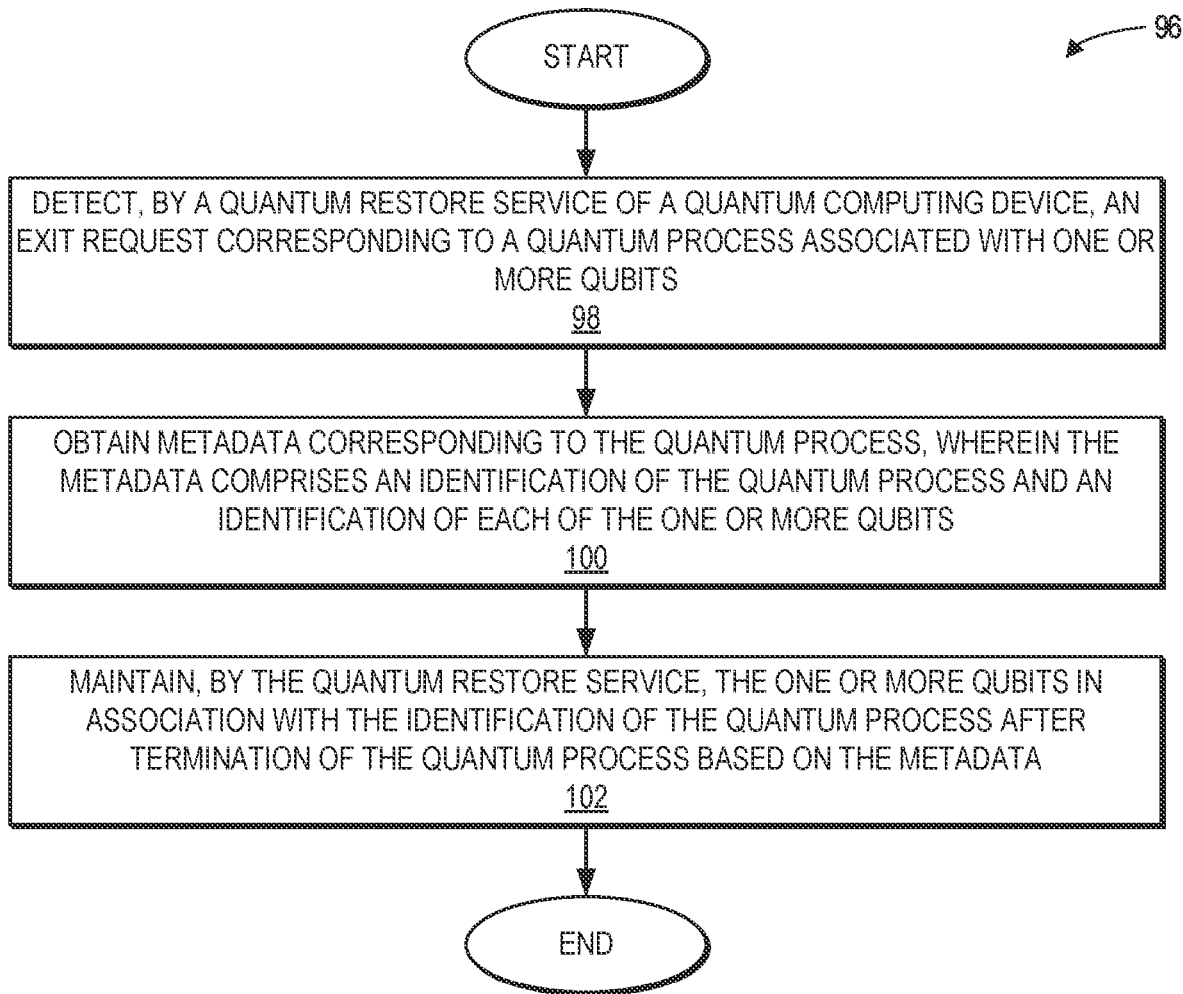 START
96
DETECT, BY A QUANTUM RESTORE SERVICE OF A QUANTUM COMPUTING DEVICE, AN
EXIT REQUEST CORRESPONDING TO A QUANTUM PROCESS ASSOCIATED WITH ONE OR
MORE QUBITS
98
OBTAIN METADATA CORRESPONDING TO THE QUANTUM PROCESS, WHEREIN THE
METADATA COMPRISES AN IDENTIFICATION OF THE QUANTUM PROCESS AND AN
IDENTIFICATION OF EACH OF THE ONE OR MORE QUBITS
100
MAINTAIN, BY THE QUANTUM RESTORE SERVICE, THE ONE OR MORE QUBITS IN
ASSOCIATION WITH THE IDENTIFICATION OF THE QUANTUM PROCESS AFTER
TERMINATION OF THE QUANTUM PROCESS BASED ON THE METADATA
102
END